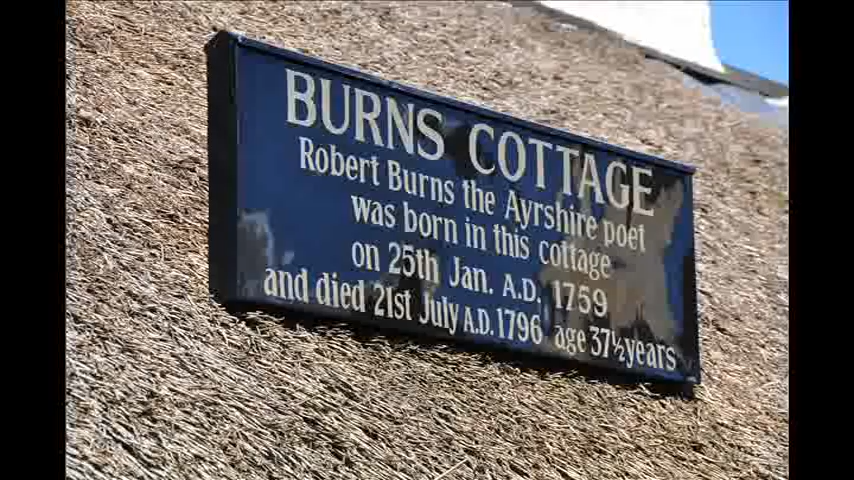 BURNS COTTAGE
Robert Burns the Ayrshire poet
was born in this cottage
on 25th Jan. A.D. 1759
and died 21st July A.D. 1796 age 37½ years